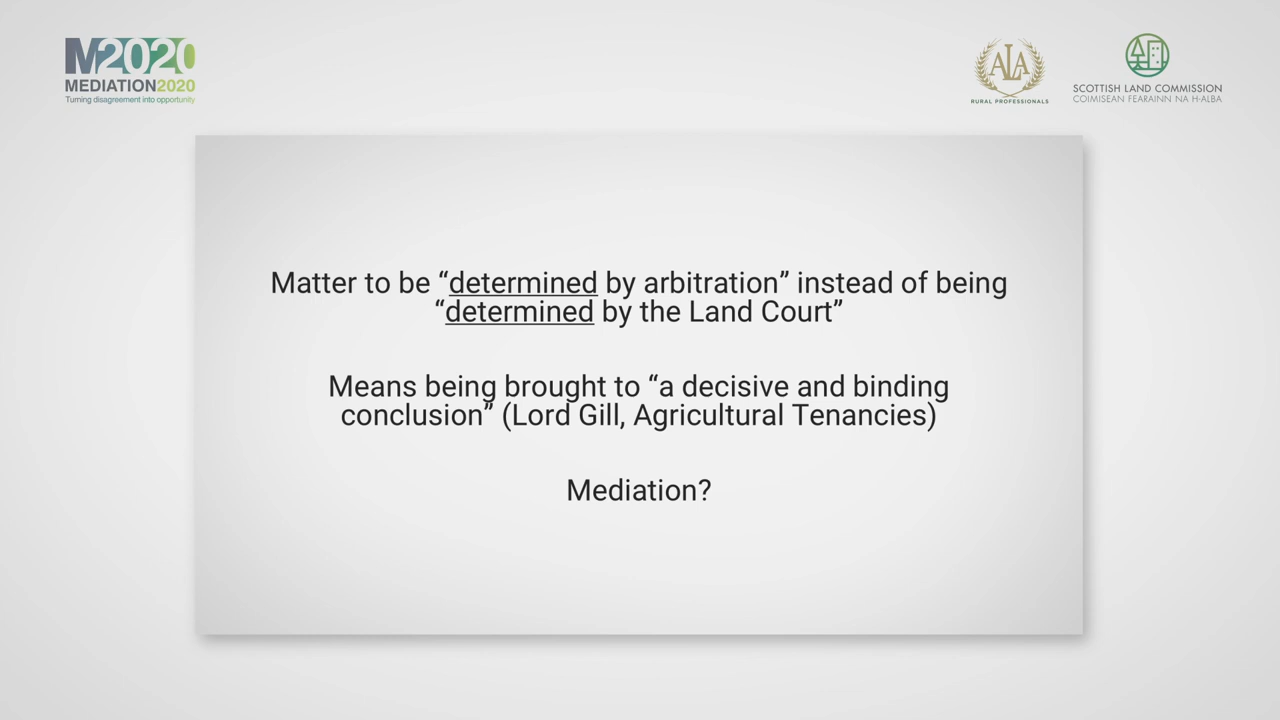 M2020
MEDIATION2020
Turning disagreement into opportunity
ALA
RURAL PROFESSIONALS
SCOTTISH LAND COMMISSION
COIMISEAN FEARAINN NA H-ALBA
Matter to be “determined by arbitration” instead of being
“determined by the Land Court”
Means being brought to “a decisive and binding
conclusion” (Lord Gill, Agricultural Tenancies)
Mediation?